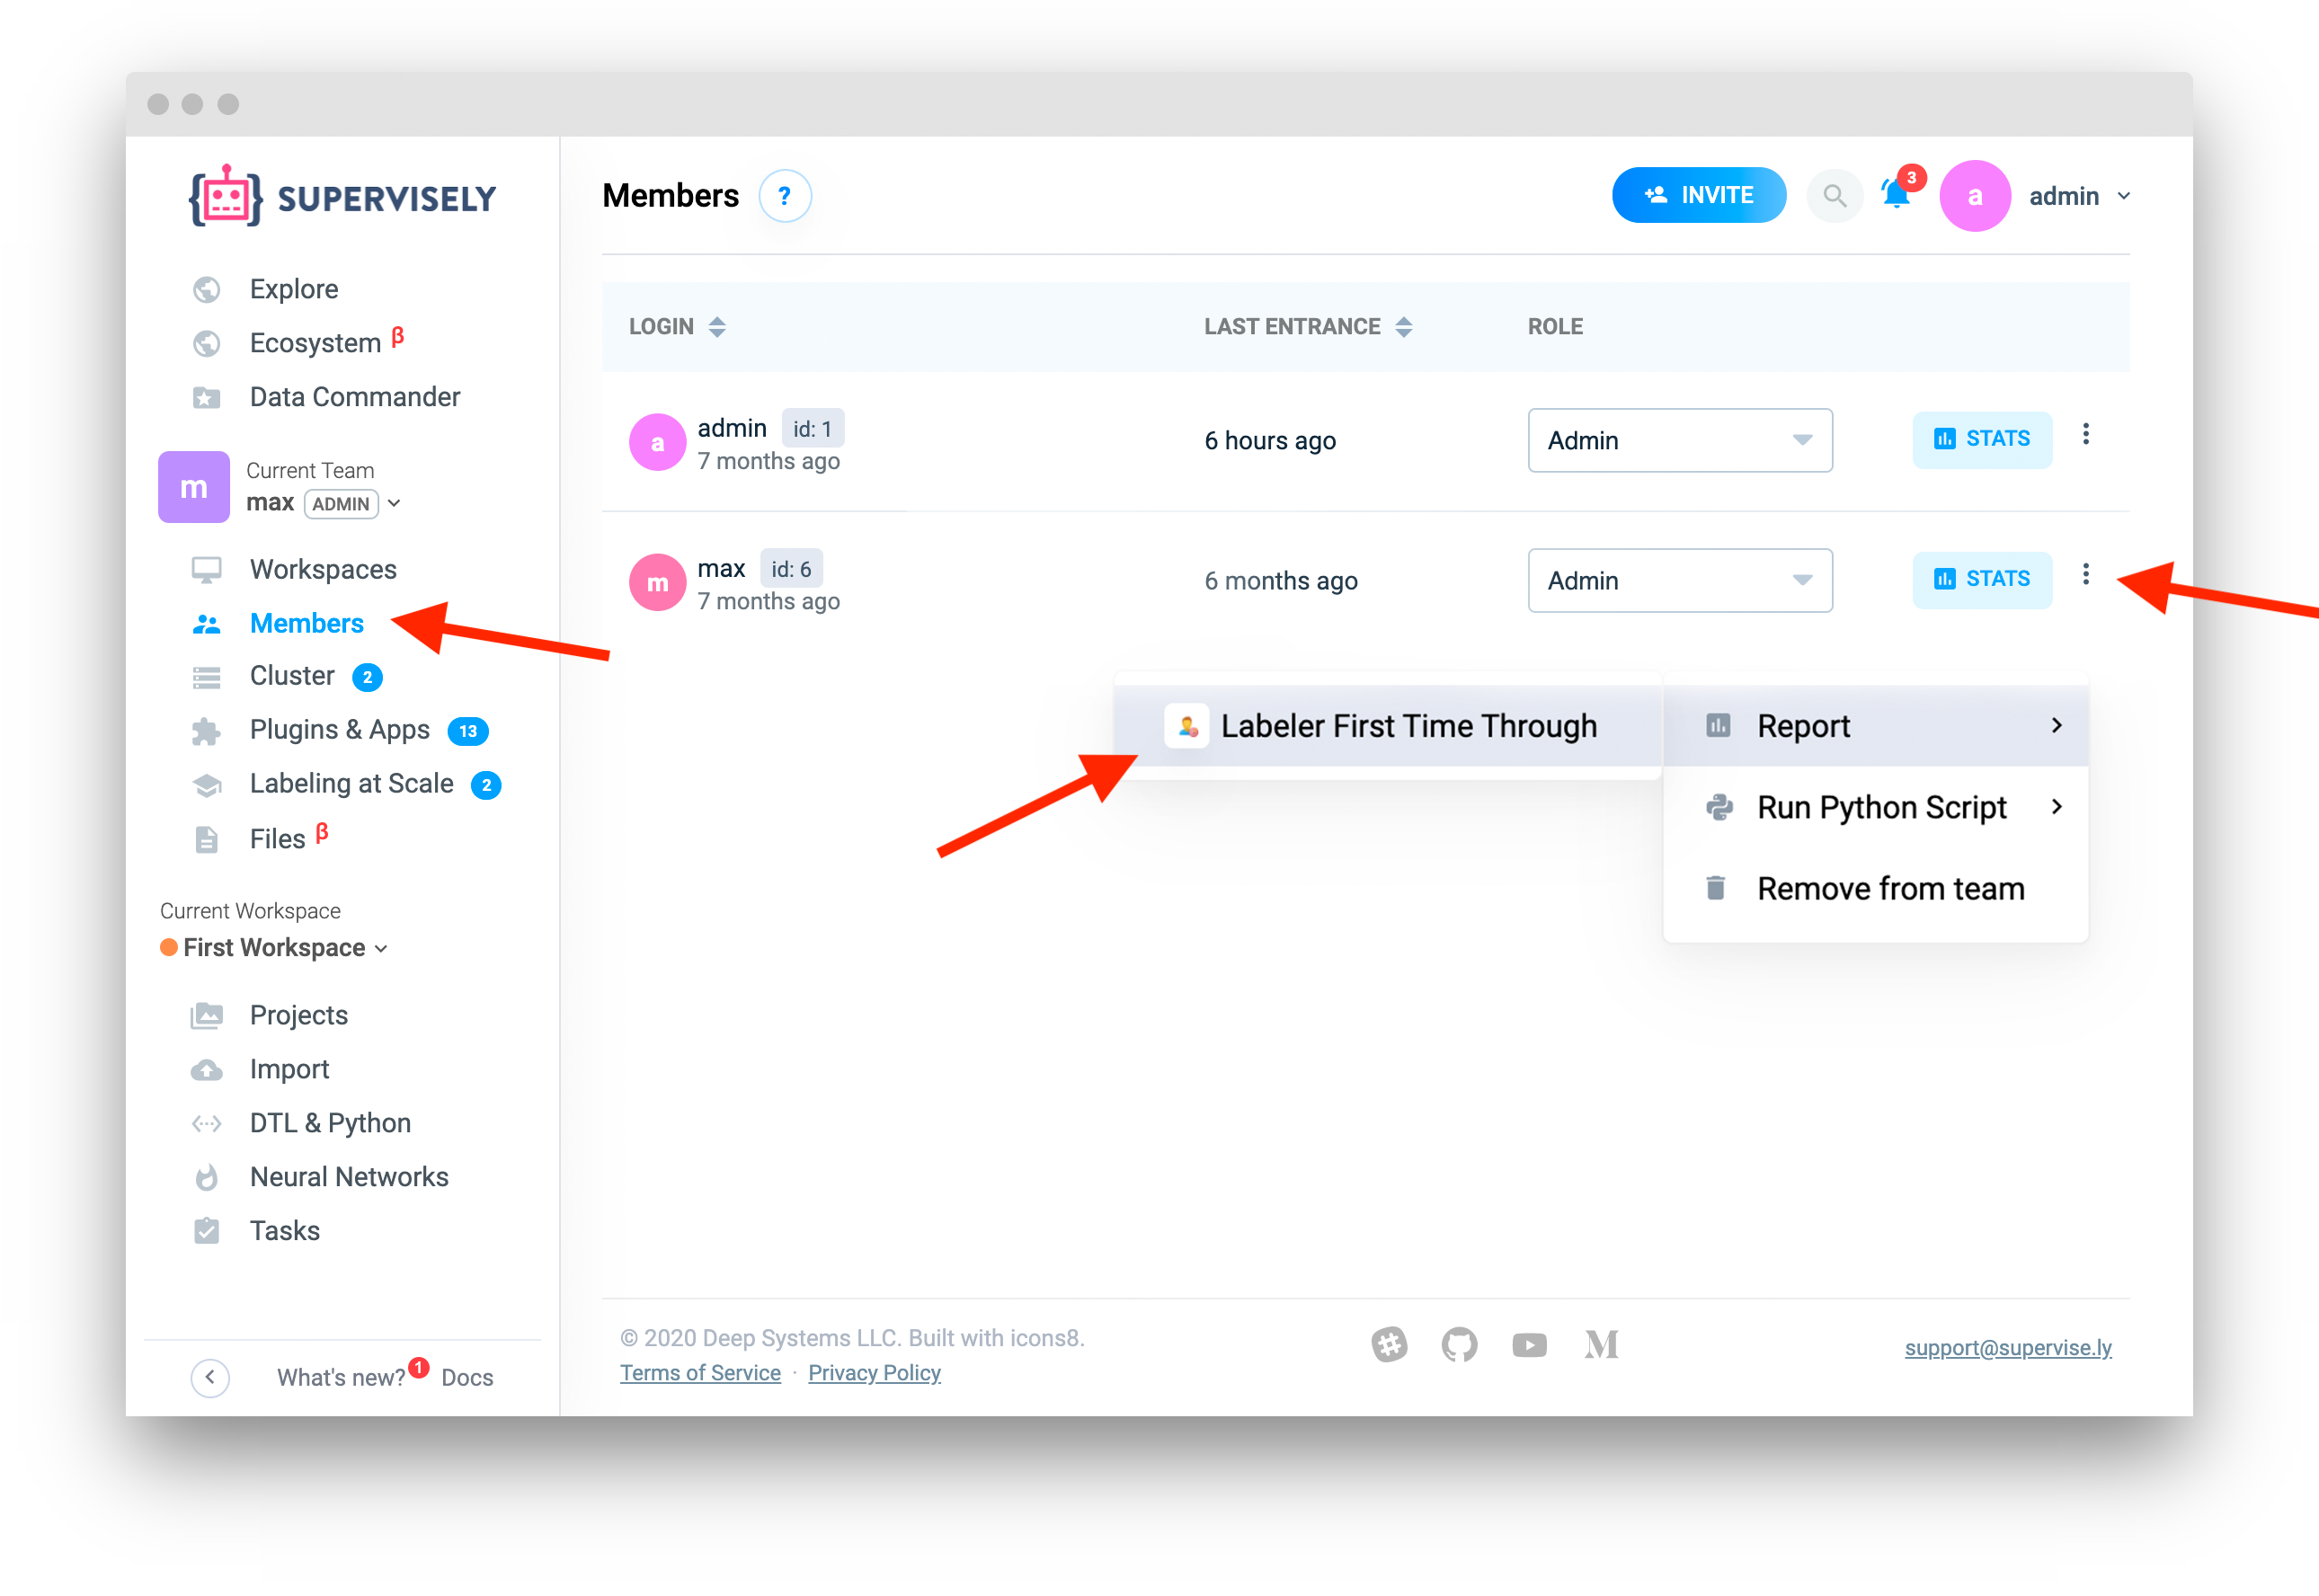 SUPERVISELY
Explore
Ecosystem β
Data Commander
m
Current Team
max ADMIN
Workspaces
Members
Cluster 2
Plugins & Apps 13
Labeling at Scale 2
Files β
Current Workspace
First Workspace
Projects
Import
DTL & Python
Neural Networks
Tasks
What's new? 1 Docs
Members ?
INVITE
3
a admin
LOGIN LAST ENTRANCE ROLE
a admin id: 1
7 months ago
6 hours ago
Admin
STATS
m max id: 6
7 months ago
6 months ago
Admin
STATS
Labeler First Time Through
Report
Run Python Script
Remove from team
© 2020 Deep Systems LLC. Built with icons8.
Terms of Service · Privacy Policy
M
support@supervise.ly